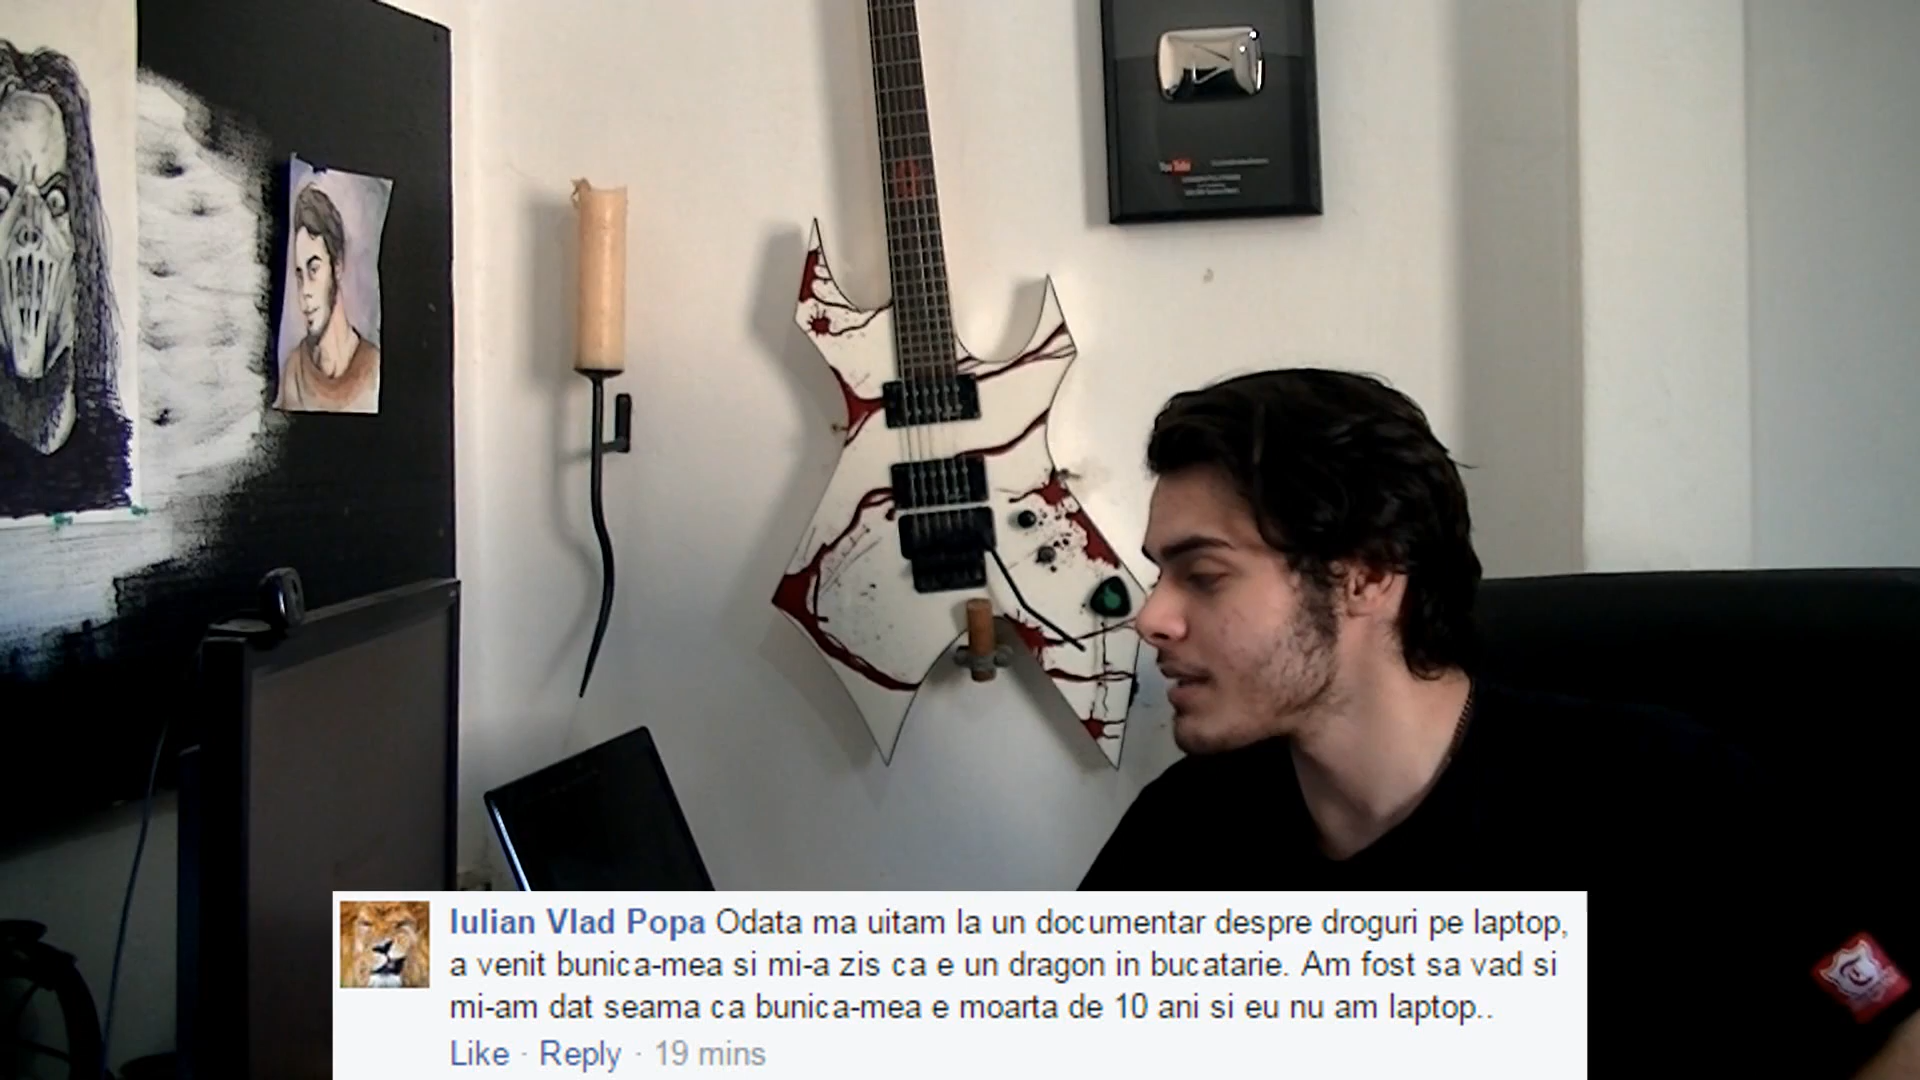 YouTube
Iulian Vlad Popa Odata ma uitam la un documentar despre droguri pe laptop,
a venit bunica-mea si mi-a zis ca e un dragon in bucatarie. Am fost sa vad si
mi-am dat seama ca bunica-mea e moarta de 10 ani si eu nu am laptop..
Like · Reply · 19 mins